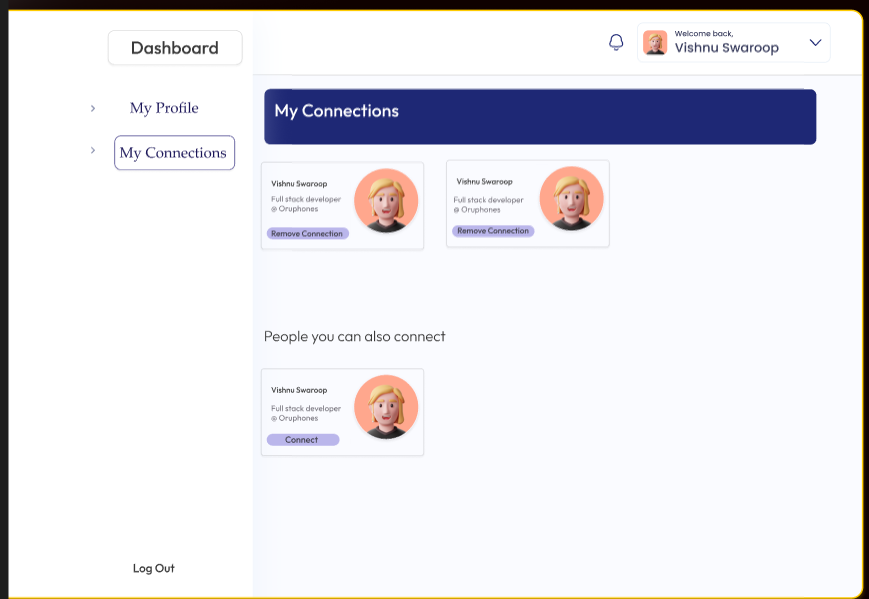 Dashboard
My Profile
My Connections
Log Out
Welcome back,
Vishnu Swaroop
My Connections
Vishnu Swaroop
Full stack developer
@ Oruphones
Remove Connection
Vishnu Swaroop
Full stack developer
@ Oruphones
Remove Connection
People you can also connect
Vishnu Swaroop
Full stack developer
@ Oruphones
Connect